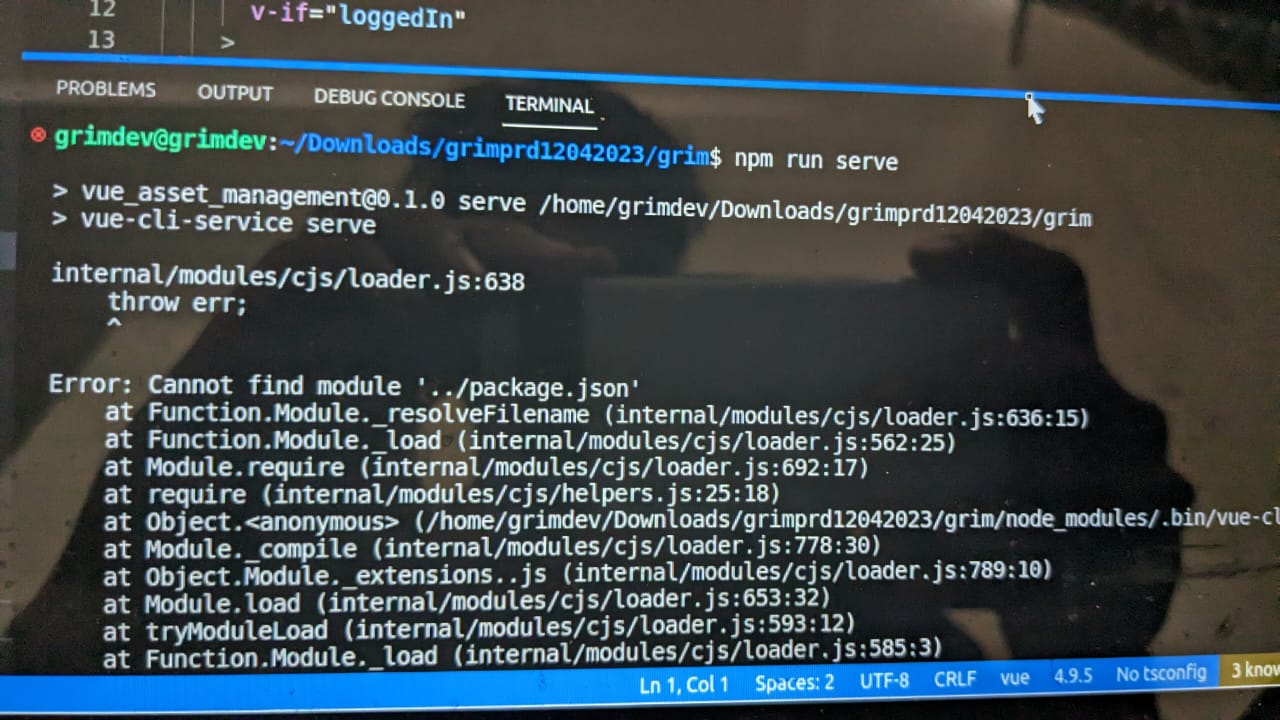 12 v-if="loggedIn"
13 >
PROBLEMS OUTPUT DEBUG CONSOLE TERMINAL
grimdev@grimdev:~/Downloads/grimprd12042023/grim$ npm run serve
> vue_asset_management@0.1.0 serve /home/grimdev/Downloads/grimprd12042023/grim
> vue-cli-service serve
internal/modules/cjs/loader.js:638
throw err;
^
Error: Cannot find module '../package.json'
at Function.Module._resolveFilename (internal/modules/cjs/loader.js:636:15)
at Function.Module._load (internal/modules/cjs/loader.js:562:25)
at Module.require (internal/modules/cjs/loader.js:692:17)
at require (internal/modules/cjs/helpers.js:25:18)
at Object.<anonymous> (/home/grimdev/Downloads/grimprd12042023/grim/node_modules/.bin/vue-cl
at Module._compile (internal/modules/cjs/loader.js:778:30)
at Object.Module._extensions..js (internal/modules/cjs/loader.js:789:10)
at Module.load (internal/modules/cjs/loader.js:653:32)
at tryModuleLoad (internal/modules/cjs/loader.js:593:12)
at Function.Module._load (internal/modules/cjs/loader.js:585:3)
Ln 1, Col 1 Spaces: 2 UTF-8 CRLF vue 4.9.5 No tsconfig 3 know